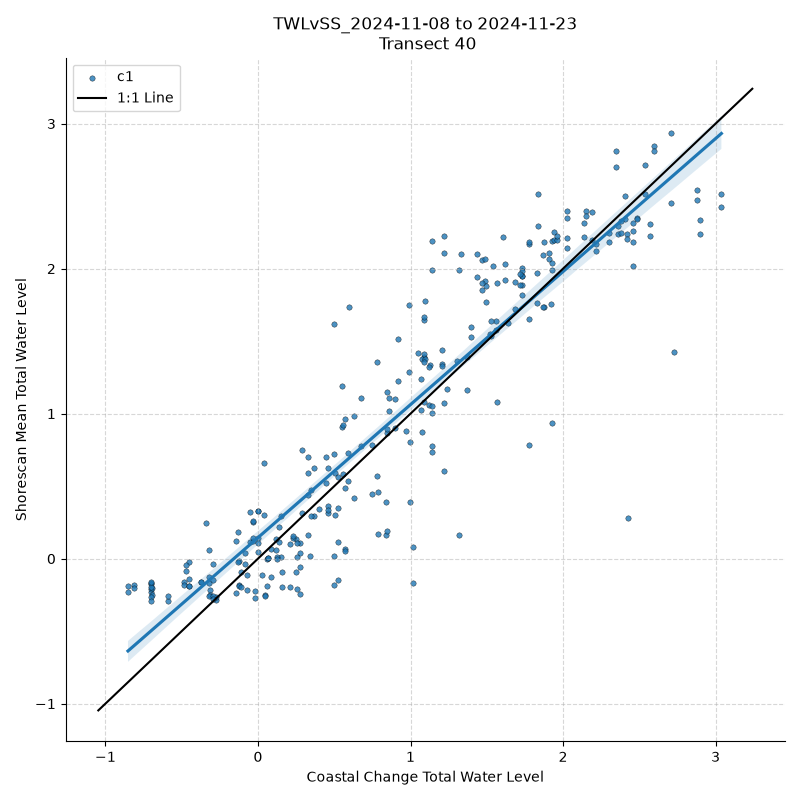 TWLvSS_2024-11-08 to 2024-11-23
Transect 40
c1
1:1 Line
3
2
1
0
−1
Shorescan Mean Total Water Level
−1 0 1 2 3
Coastal Change Total Water Level